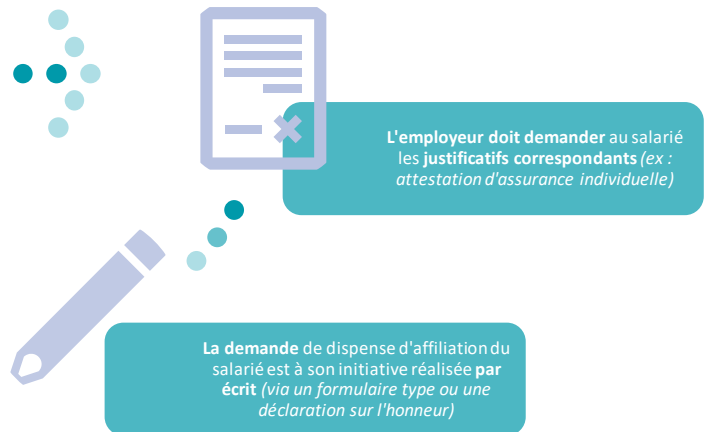 L'employeur doit demander au salarié
les justificatifs correspondants (ex :
attestation d'assurance individuelle)
La demande de dispense d'affiliation du
salarié est à son initiative réalisée par
écrit (via un formulaire type ou une
déclaration sur l'honneur)